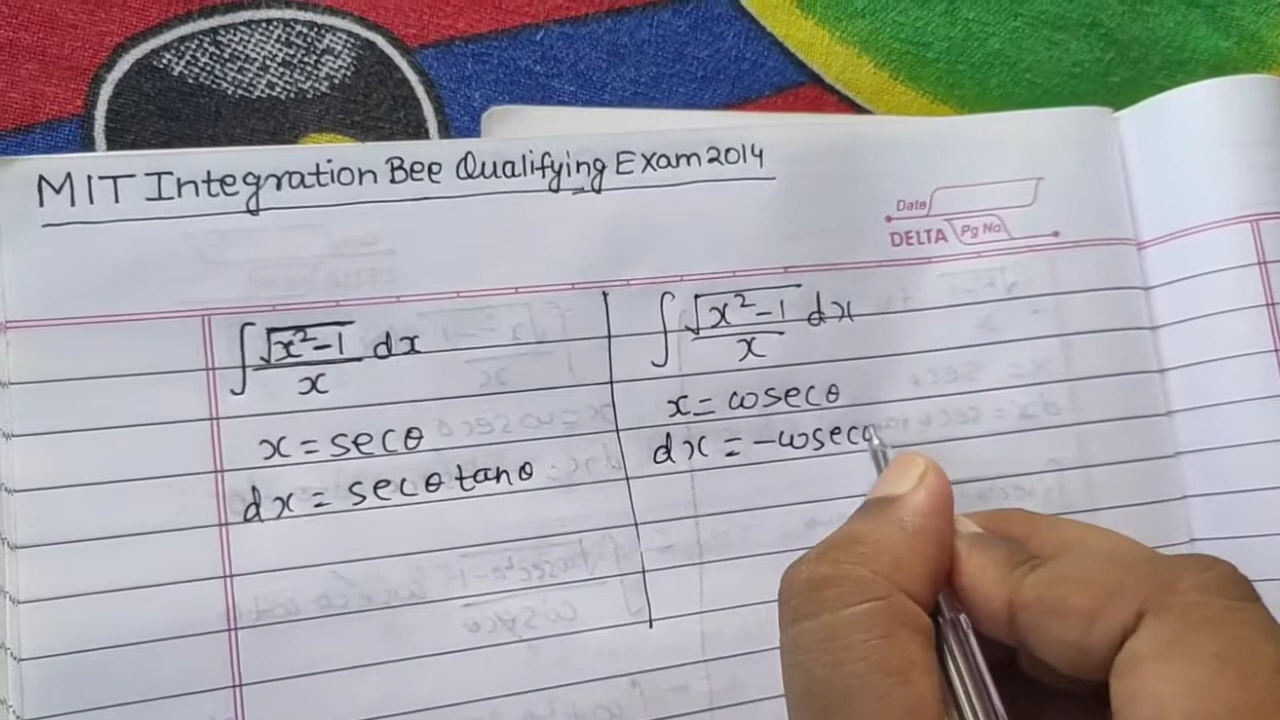 MIT Integration Bee Qualifying Exam 2014
Date
DELTA Pg No.
∫ √(x²-1) / x dx
x = secθ
dx = secθ tanθ
∫ √(x²-1) / x dx
x = cosecθ
dx = -cosecθ